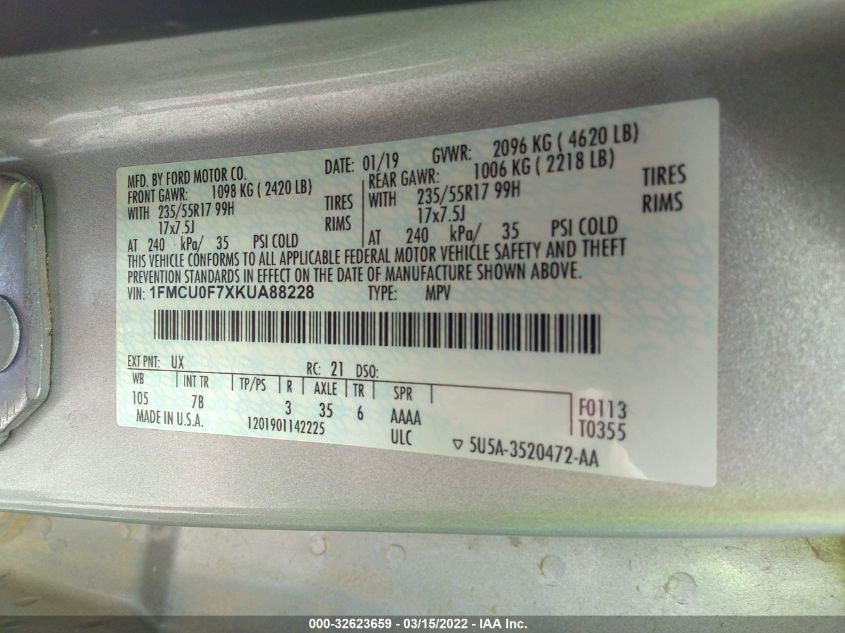 MFD. BY FORD MOTOR CO.
DATE: 01/19 GVWR: 2096 KG ( 4620 LB)
FRONT GAWR: 1098 KG ( 2420 LB)
WITH 235/55R17 99H TIRES
17x7.5J RIMS
AT 240 kPa/ 35 PSI COLD
REAR GAWR: 1006 KG ( 2218 LB)
WITH 235/55R17 99H TIRES
17x7.5J RIMS
AT 240 kPa/ 35 PSI COLD
THIS VEHICLE CONFORMS TO ALL APPLICABLE FEDERAL MOTOR VEHICLE SAFETY AND THEFT
PREVENTION STANDARDS IN EFFECT ON THE DATE OF MANUFACTURE SHOWN ABOVE.
VIN: 1FMCU0F7XKUA88228 TYPE: MPV
EXT PNT: UX RC: 21 DSO:
WB INT TR TP/PS R AXLE TR SPR
105 7B 3 35 6 AAAA F0113
MADE IN U.S.A. 1201901142225 ULC T0355
▽ 5U5A-3520472-AA
000-32623659 - 03/15/2022 - IAA Inc.